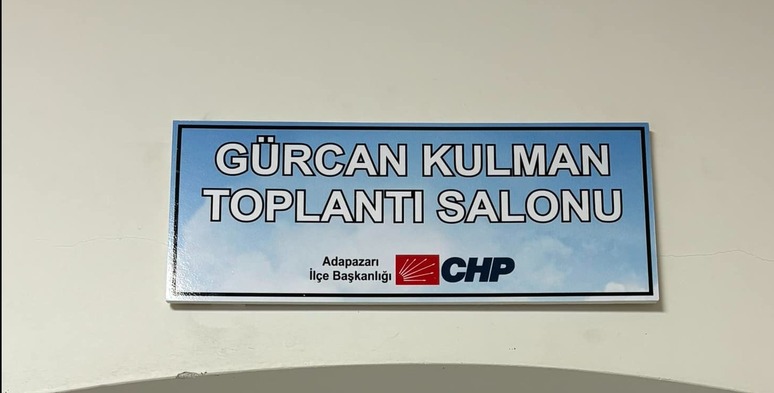 GÜRCAN KULMAN
TOPLANTI SALONU
Adapazarı
İlçe Başkanlığı
CHP